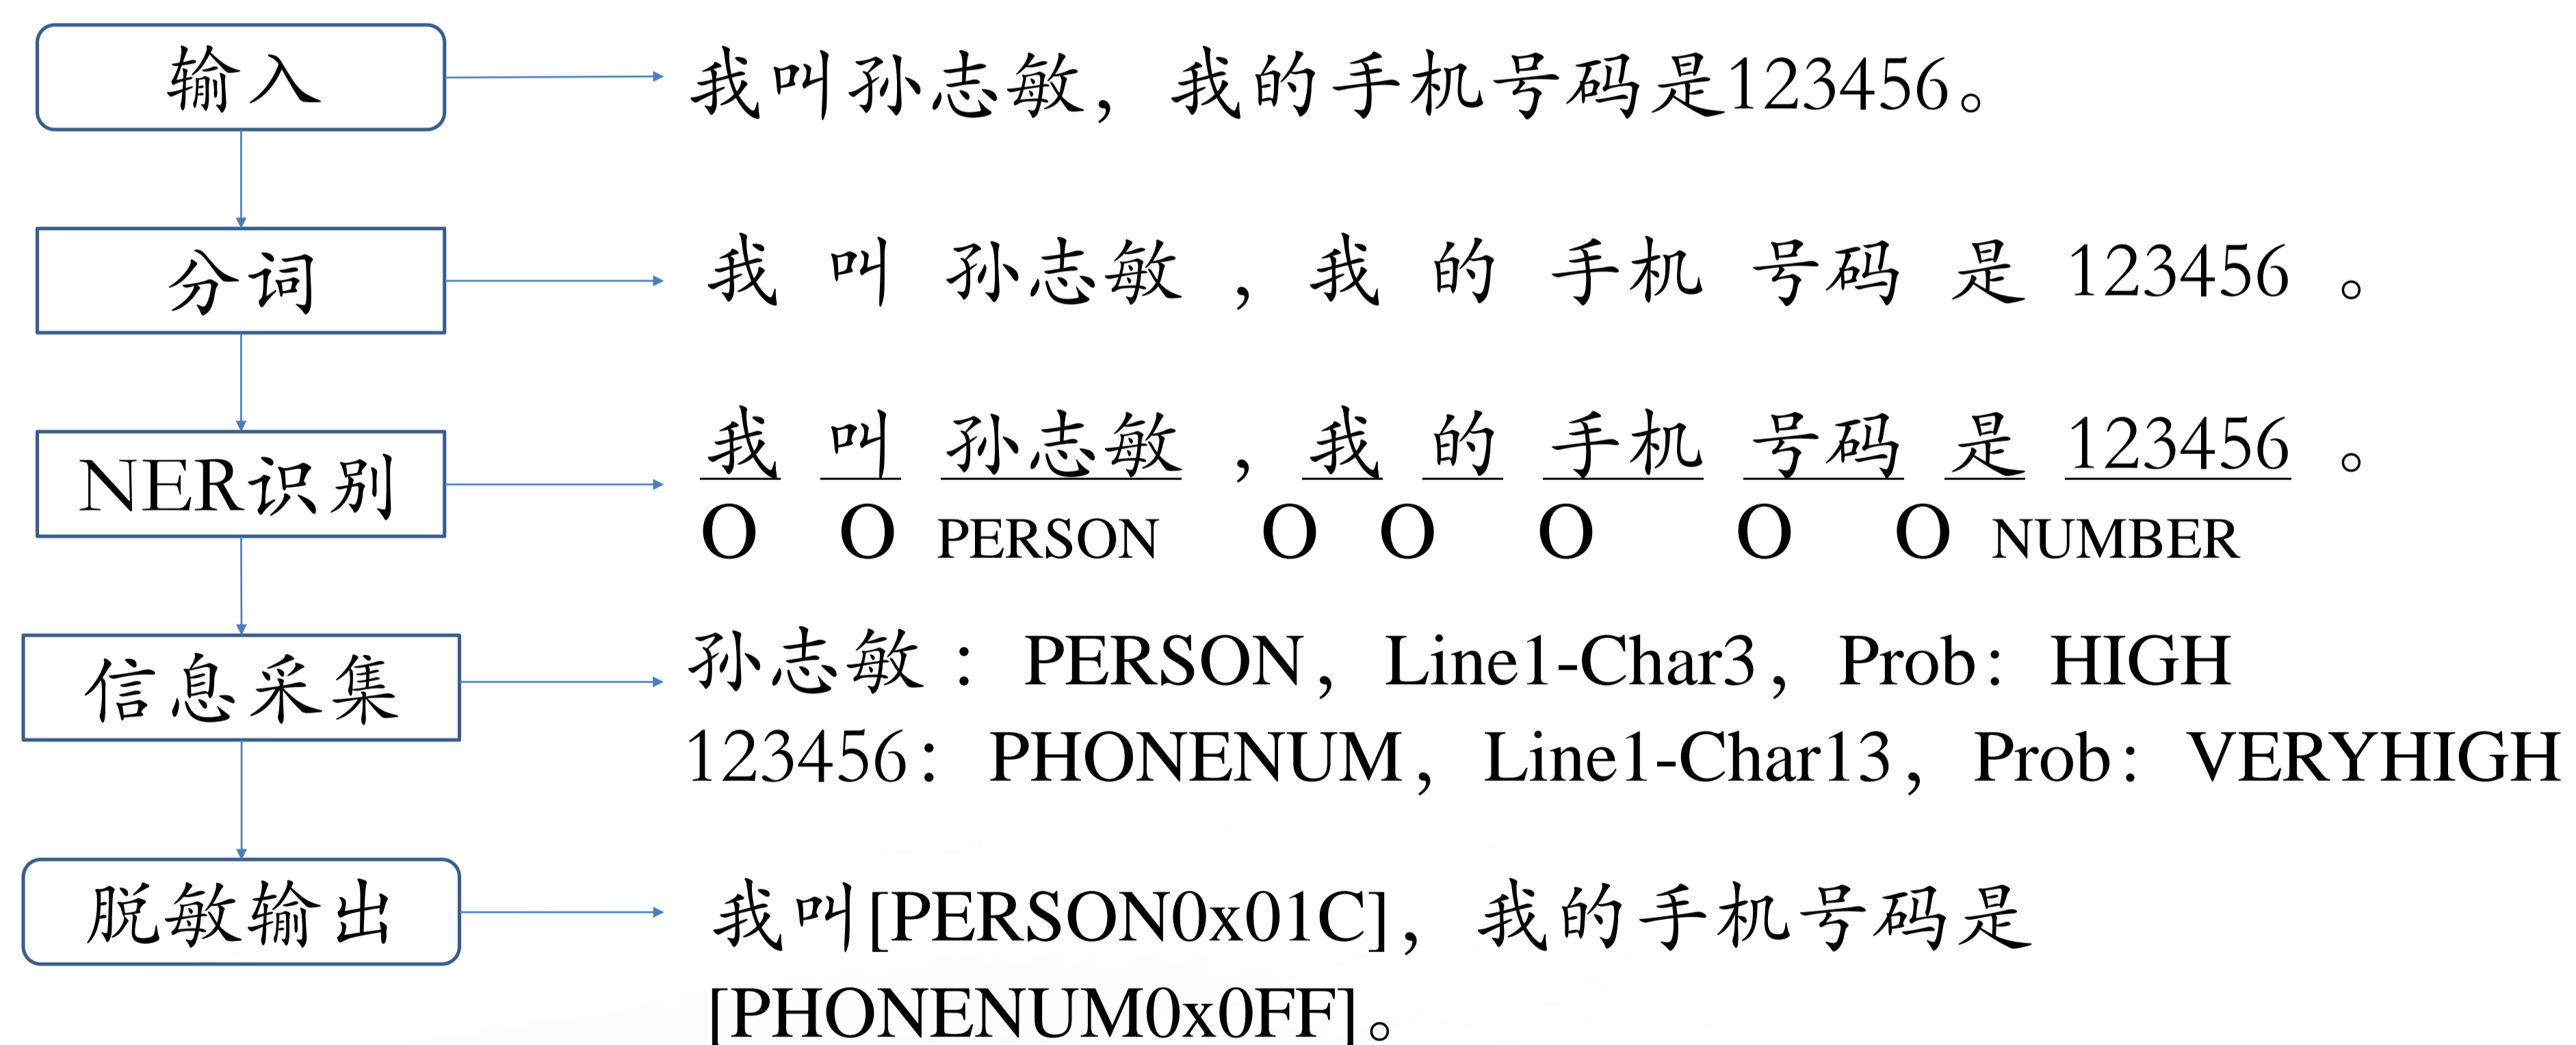 输入
我叫孙志敏，我的手机号码是123456。
分词
我 叫 孙志敏 ，我 的 手机 号码 是 123456 。
NER识别
我 叫 孙志敏 ，我 的 手机 号码 是 123456 。
O O PERSON O O O O O NUMBER
信息采集
孙志敏：PERSON，Line1-Char3，Prob：HIGH
123456：PHONENUM，Line1-Char13，Prob：VERYHIGH
脱敏输出
我叫[PERSON0x01C]，我的手机号码是
[PHONENUM0x0FF]。